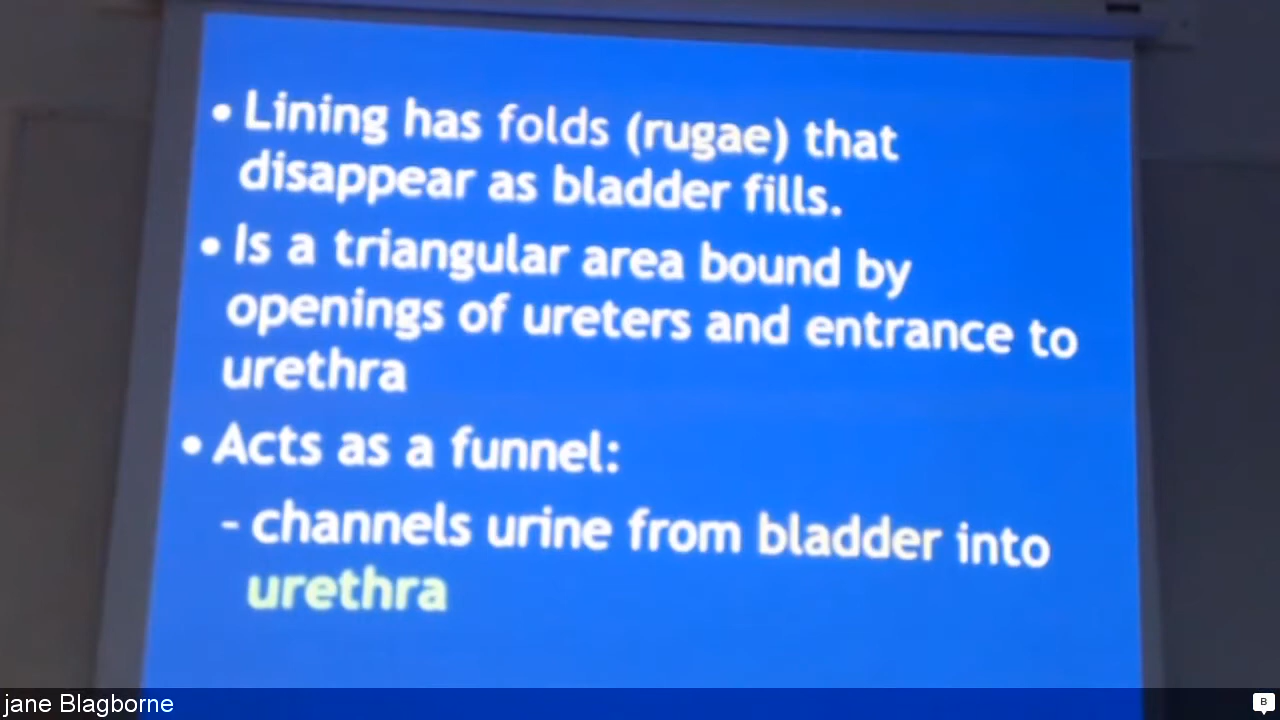 • Lining has folds (rugae) that
disappear as bladder fills.
• Is a triangular area bound by
openings of ureters and entrance to
urethra
• Acts as a funnel:
– channels urine from bladder into
urethra
jane Blagborne
B